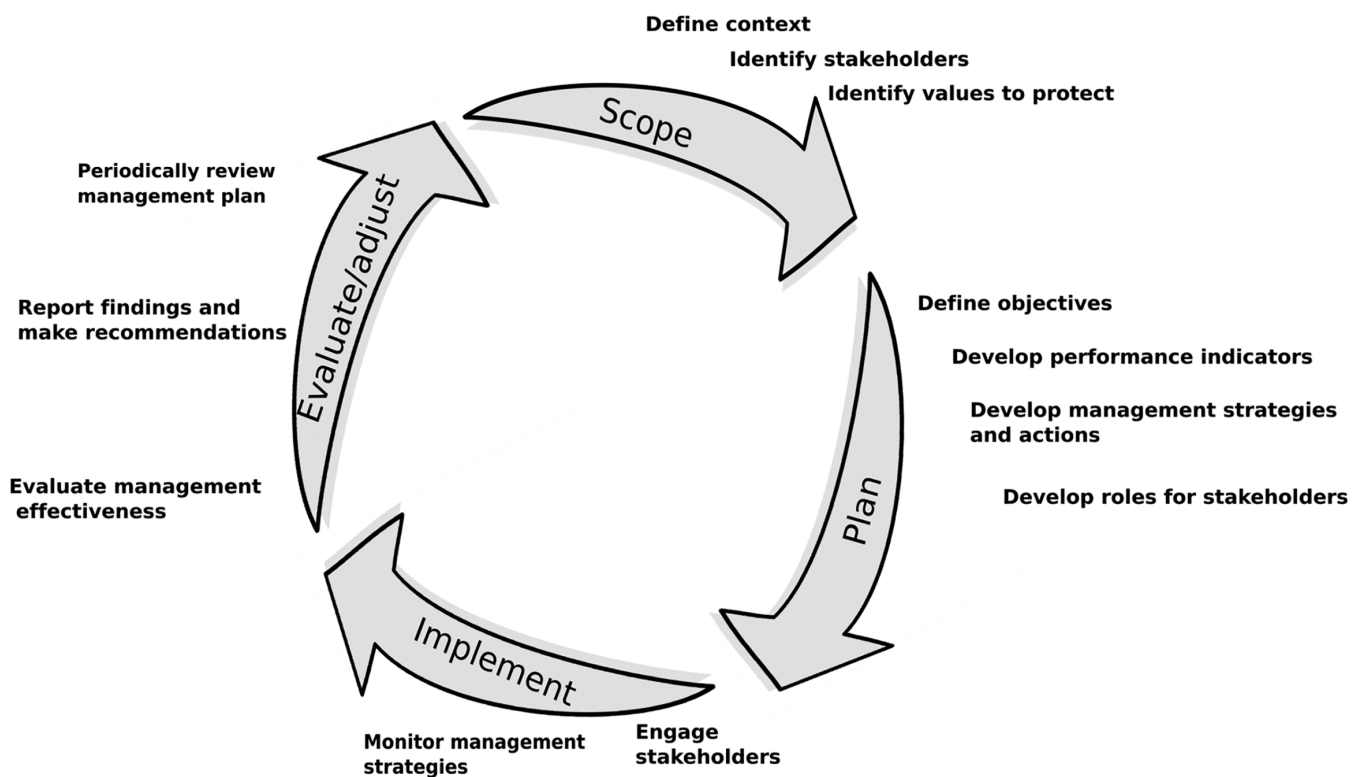 Define context
Identify stakeholders
Identify values to protect
Scope
Define objectives
Develop performance indicators
Develop management strategies
and actions
Develop roles for stakeholders
Plan
Engage
stakeholders
Monitor management
strategies
Implement
Evaluate management
effectiveness
Report findings and
make recommendations
Periodically review
management plan
Evaluate/adjust